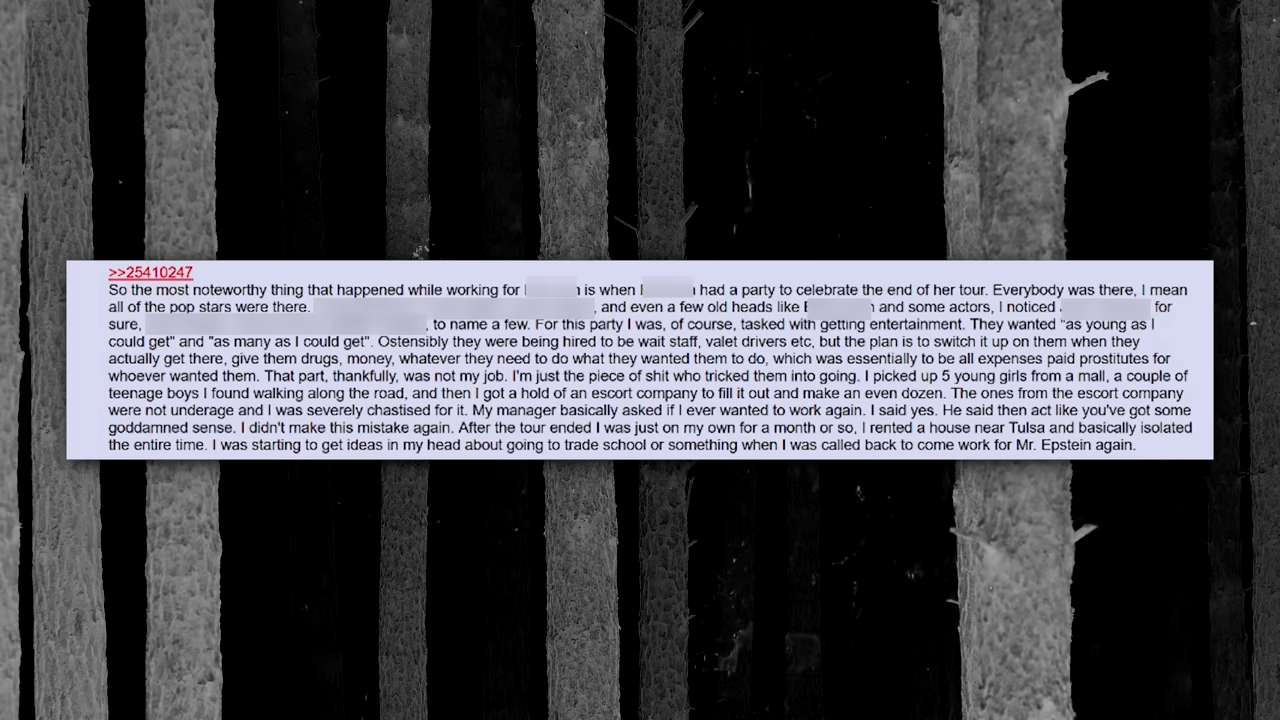 >>25410247
So the most noteworthy thing that happened while working for is when had a party to celebrate the end of her tour. Everybody was there, I mean
all of the pop stars were there. , and even a few old heads like and some actors, I noticed for
sure, , to name a few. For this party I was, of course, tasked with getting entertainment. They wanted "as young as I
could get" and "as many as I could get". Ostensibly they were being hired to be wait staff, valet drivers etc, but the plan is to switch it up on them when they
actually get there, give them drugs, money, whatever they need to do what they wanted them to do, which was essentially to be all expenses paid prostitutes for
whoever wanted them. That part, thankfully, was not my job. I'm just the piece of shit who tricked them into going. I picked up 5 young girls from a mall, a couple of
teenage boys I found walking along the road, and then I got a hold of an escort company to fill it out and make an even dozen. The ones from the escort company
were not underage and I was severely chastised for it. My manager basically asked if I ever wanted to work again. I said yes. He said then act like you've got some
goddamned sense. I didn't make this mistake again. After the tour ended I was just on my own for a month or so, I rented a house near Tulsa and basically isolated
the entire time. I was starting to get ideas in my head about going to trade school or something when I was called back to come work for Mr. Epstein again.